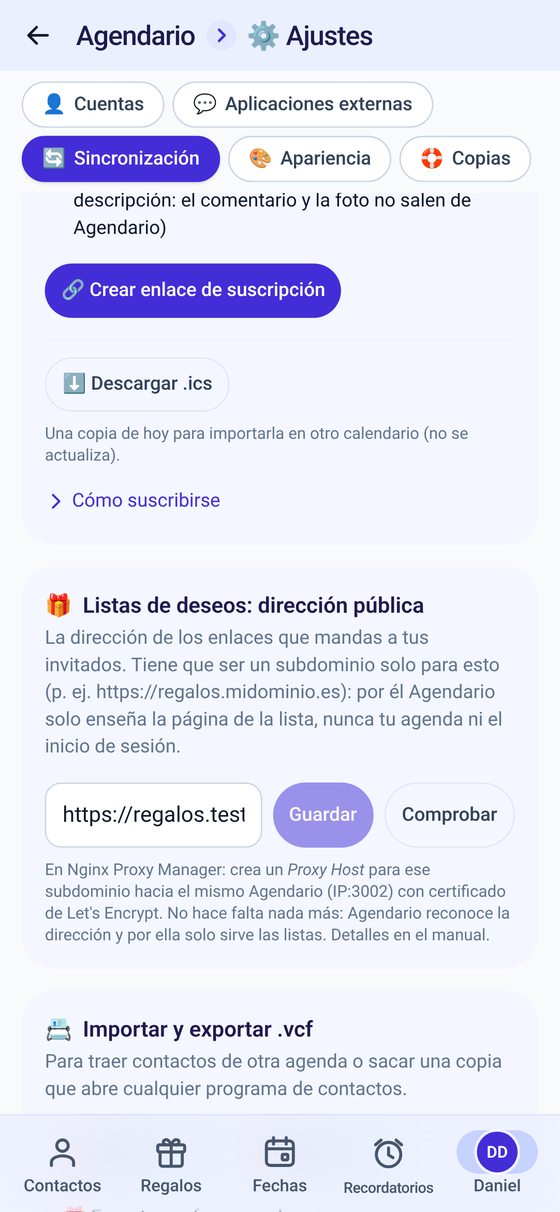 Agendario > ⚙️ Ajustes
👤 Cuentas
💬 Aplicaciones externas
🔄 Sincronización
🎨 Apariencia
🛟 Copias
descripción: el comentario y la foto no salen de
Agendario)
🔗 Crear enlace de suscripción
⬇️ Descargar .ics
Una copia de hoy para importarla en otro calendario (no se
actualiza).
> Cómo suscribirse
🎁 Listas de deseos: dirección pública
La dirección de los enlaces que mandas a tus
invitados. Tiene que ser un subdominio solo para esto
(p. ej. https://regalos.midominio.es): por él Agendario
solo enseña la página de la lista, nunca tu agenda ni el
inicio de sesión.
https://regalos.test
Guardar
Comprobar
En Nginx Proxy Manager: crea un Proxy Host para ese
subdominio hacia el mismo Agendario (IP:3002) con certificado
de Let's Encrypt. No hace falta nada más: Agendario reconoce la
dirección y por ella solo sirve las listas. Detalles en el manual.
📇 Importar y exportar .vcf
Para traer contactos de otra agenda o sacar una copia
que abre cualquier programa de contactos.
DD
Contactos
Regalos
Fechas
Recordatorios
Daniel